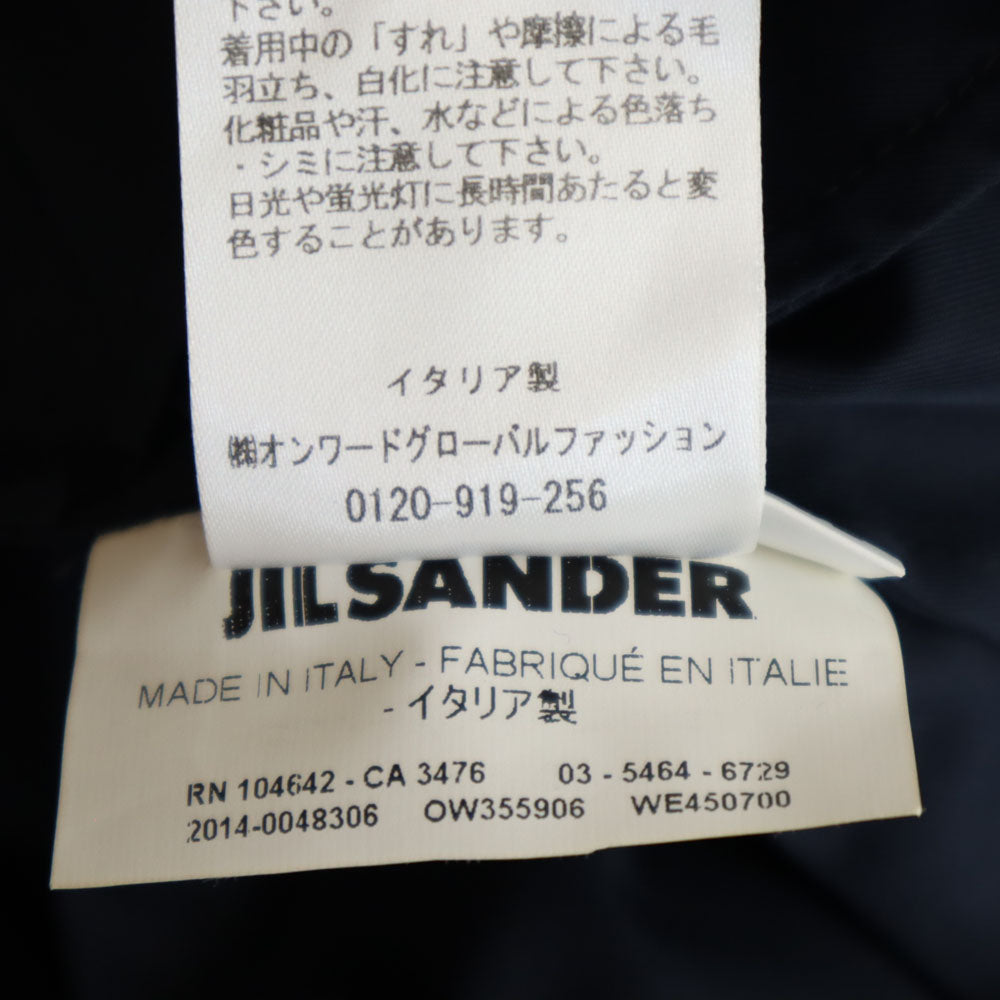 下さい。
着用中の「すれ」や摩擦による毛
羽立ち、白化に注意して下さい。
化粧品や汗、水などによる色落ち
・シミに注意して下さい。
日光や蛍光灯に長時間あたると変
色することがあります。
イタリア製
㈱オンワードグローバルファッション
0120-919-256
JIL SANDER
MADE IN ITALY - FABRIQUÉ EN ITALIE
- イタリア製
RN 104642 - CA 3476 03 - 5464 - 6729
2014-0048306 OW355906 WE450700